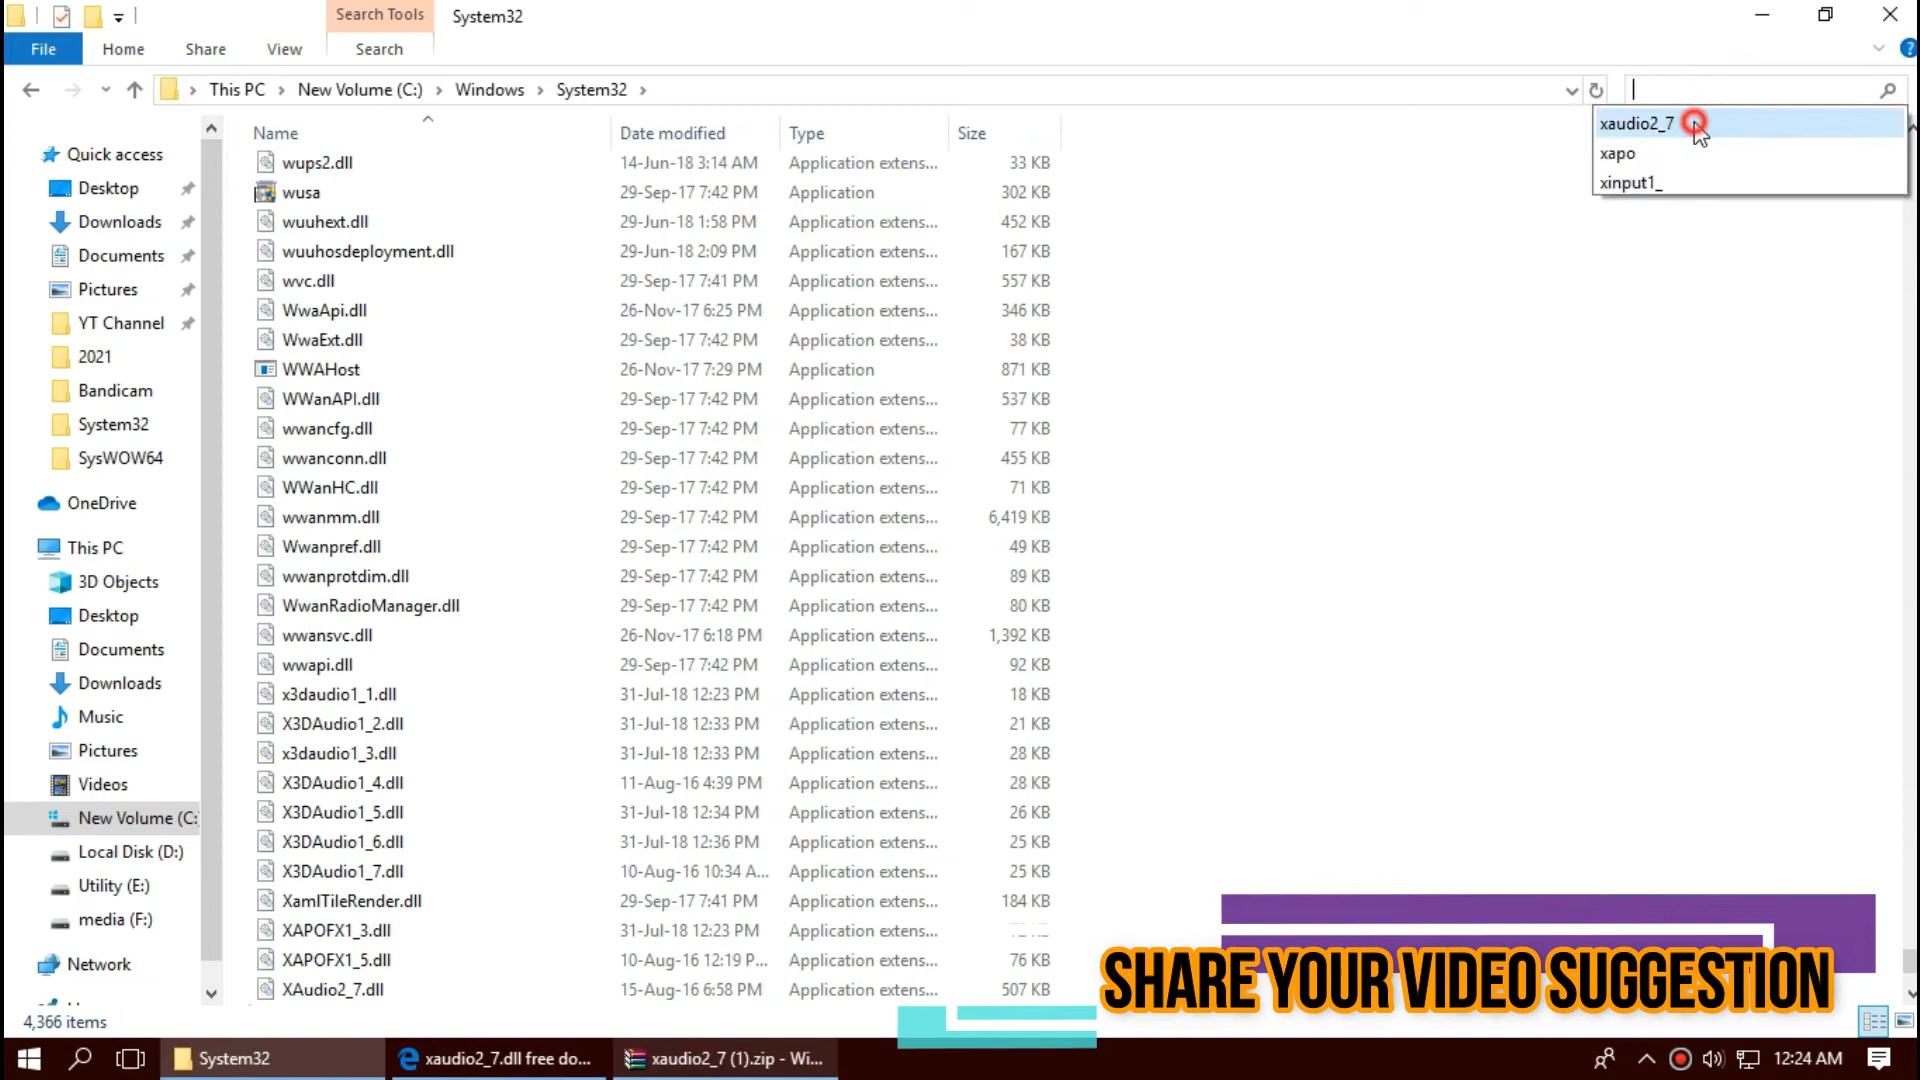 Search Tools
System32
File
Home
Share
View
Search
This PC
New Volume (C:)
Windows
System32
xaudio2_7
xapo
xinput1_
Name
Date modified
Type
Size
Quick access
Desktop
Downloads
Documents
Pictures
YT Channel
2021
Bandicam
System32
SysWOW64
OneDrive
This PC
3D Objects
Desktop
Documents
Downloads
Music
Pictures
Videos
New Volume (C:
Local Disk (D:)
Utility (E:)
media (F:)
Network
wups2.dll 14-Jun-18 3:14 AM Application extens... 33 KB
wusa 29-Sep-17 7:42 PM Application 302 KB
wuuhext.dll 29-Jun-18 1:58 PM Application extens... 452 KB
wuuhosdeployment.dll 29-Jun-18 2:09 PM Application extens... 167 KB
wvc.dll 29-Sep-17 7:41 PM Application extens... 557 KB
WwaApi.dll 26-Nov-17 6:25 PM Application extens... 346 KB
WwaExt.dll 29-Sep-17 7:42 PM Application extens... 38 KB
WWAHost 26-Nov-17 7:29 PM Application 871 KB
WWanAPI.dll 29-Sep-17 7:42 PM Application extens... 537 KB
wwancfg.dll 29-Sep-17 7:42 PM Application extens... 77 KB
wwanconn.dll 29-Sep-17 7:42 PM Application extens... 455 KB
WWanHC.dll 29-Sep-17 7:42 PM Application extens... 71 KB
wwanmm.dll 29-Sep-17 7:42 PM Application extens... 6,419 KB
Wwanpref.dll 29-Sep-17 7:42 PM Application extens... 49 KB
wwanprotdim.dll 29-Sep-17 7:42 PM Application extens... 89 KB
WwanRadioManager.dll 29-Sep-17 7:42 PM Application extens... 80 KB
wwansvc.dll 26-Nov-17 6:18 PM Application extens... 1,392 KB
wwapi.dll 29-Sep-17 7:42 PM Application extens... 92 KB
x3daudio1_1.dll 31-Jul-18 12:23 PM Application extens... 18 KB
X3DAudio1_2.dll 31-Jul-18 12:33 PM Application extens... 21 KB
x3daudio1_3.dll 31-Jul-18 12:33 PM Application extens... 28 KB
X3DAudio1_4.dll 11-Aug-16 4:39 PM Application extens... 28 KB
X3DAudio1_5.dll 31-Jul-18 12:34 PM Application extens... 26 KB
X3DAudio1_6.dll 31-Jul-18 12:36 PM Application extens... 25 KB
X3DAudio1_7.dll 10-Aug-16 10:34 A... Application extens... 25 KB
XamlTileRender.dll 29-Sep-17 7:41 PM Application extens... 184 KB
XAPOFX1_3.dll 31-Jul-18 12:23 PM Application extens...
XAPOFX1_5.dll 10-Aug-16 12:19 P... Application extens... 76 KB
XAudio2_7.dll 15-Aug-16 6:58 PM Application extens... 507 KB
SHARE YOUR VIDEO SUGGESTION
4,366 items
System32
xaudio2_7.dll free do...
xaudio2_7 (1).zip - Wi...
12:24 AM